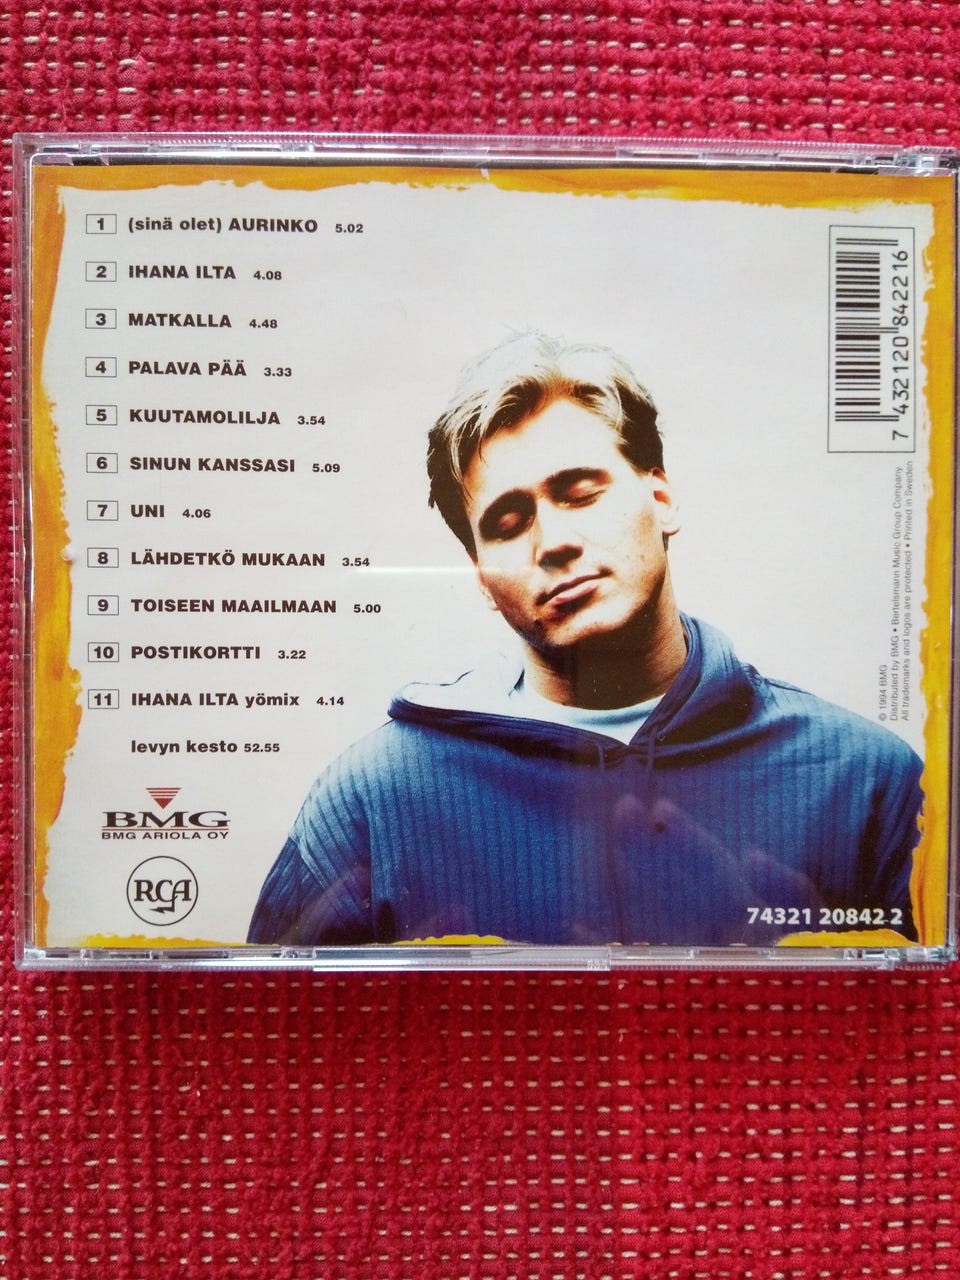 1 (sinä olet) AURINKO 5.02
2 IHANA ILTA 4.08
3 MATKALLA 4.48
4 PALAVA PÄÄ 3.33
5 KUUTAMOLILJA 3.54
6 SINUN KANSSASI 5.09
7 UNI 4.06
8 LÄHDETKÖ MUKAAN 3.54
9 TOISEEN MAAILMAAN 5.00
10 POSTIKORTTI 3.22
11 IHANA ILTA yömix 4.14
levyn kesto 52.55
BMG
BMG ARIOLA OY
RCA
7 43212084 2216
© 1994 BMG
Distributed by BMG • Bertelsmann Music Group Company
All trademarks and logos are protected • Printed in Sweden
74321 20842 2